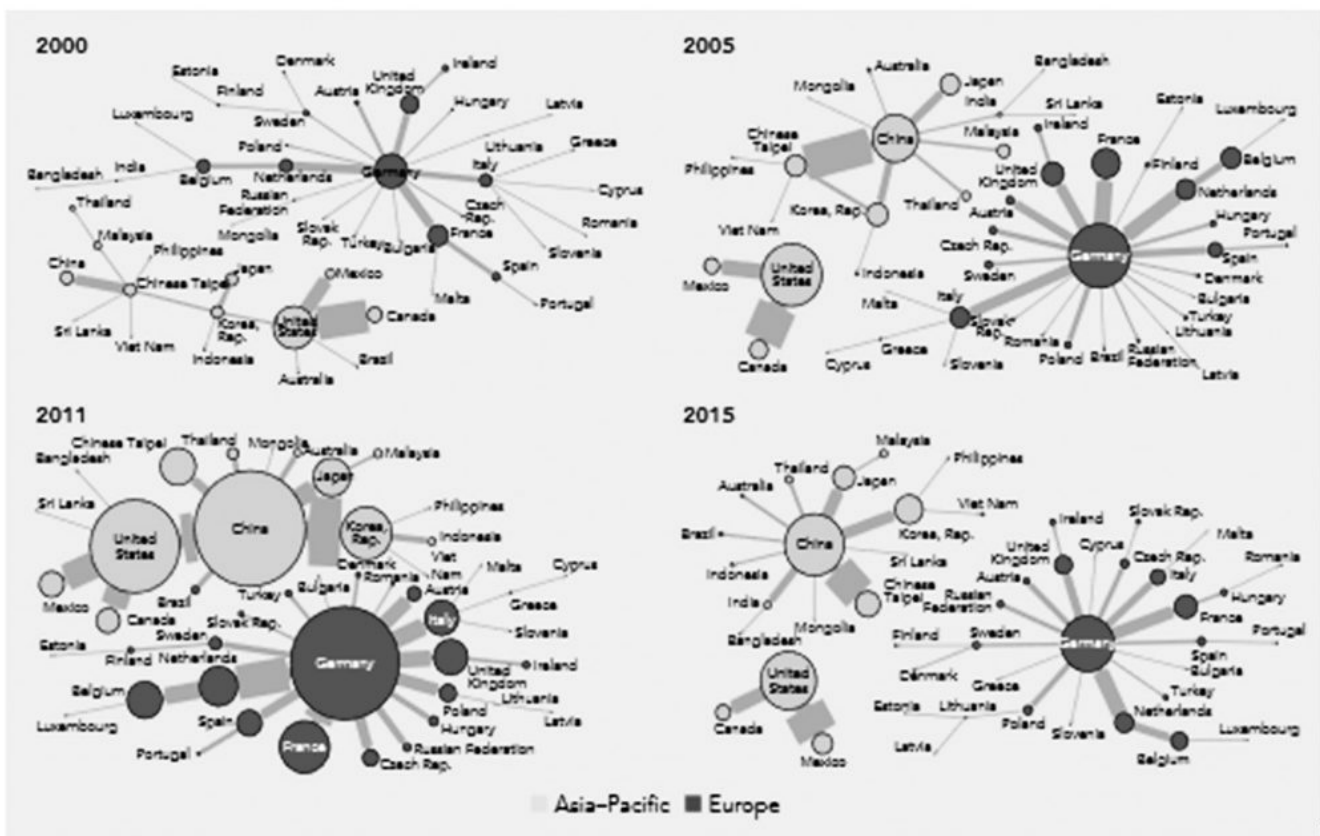 2000
Denmark
Ireland
Estonia
United
Kingdom
Austria
Finland
Hungary
Latvia
Luxembourg
Sweden
Lithuania
Greece
Poland
Italy
Bangladesh
India
Belgium
Netherlands
Germany
Cyprus
Russian
Federation
Czech
Rep.
Thailand
Romania
Mongolia
Slovak
Rep.
Turkey
Bulgaria
France
Malaysia
Philippines
Slovenia
China
Chinese Taipei
Japan
Mexico
Spain
Malta
Portugal
Sri Lanka
Viet Nam
Korea,
Rep.
United
States
Canada
Indonesia
Brazil
Australia
2005
Australia
Bangladesh
Mongolia
Japan
India
Sri Lanka
Estonia
Luxembourg
Chinese
Taipei
China
Malaysia
Ireland
France
Philippines
United
Kingdom
Finland
Belgium
Netherlands
Korea, Rep.
Thailand
Austria
Hungary
Portugal
Viet Nam
Czech Rep.
Germany
Spain
United
States
Mexico
Indonesia
Sweden
Denmark
Malta
Italy
Bulgaria
Slovak
Rep.
Turkey
Lithuania
Romania
Greece
Poland
Brazil
Russian
Federation
Canada
Cyprus
Slovenia
Latvia
2011
Chinese Taipei
Thailand
Mongolia
Australia
Malaysia
Bangladesh
Japan
Sri Lanka
Philippines
United
States
China
Korea,
Rep.
Indonesia
Viet
Nam
Denmark
Romania
Malta
Cyprus
Mexico
Brazil
Turkey
Bulgaria
Austria
Greece
Canada
Slovak Rep.
Italy
Estonia
Sweden
Slovenia
Finland
Netherlands
Germany
United
Kingdom
Ireland
Belgium
Lithuania
Luxembourg
Spain
Poland
Latvia
Hungary
Portugal
France
Russian Federation
Czech Rep.
2015
Malaysia
Thailand
Philippines
Japan
Australia
Viet Nam
Ireland
Slovak Rep.
Brazil
China
Korea, Rep.
United
Kingdom
Cyprus
Malta
Sri Lanka
Czech Rep.
Romania
Indonesia
Austria
Italy
Chinese
Taipei
Russian
Federation
Hungary
India
France
Mongolia
Finland
Sweden
Portugal
Bangladesh
Germany
Spain
United
States
Denmark
Greece
Bulgaria
Turkey
Estonia
Lithuania
Netherlands
Canada
Poland
Slovenia
Luxembourg
Latvia
Mexico
Belgium
Asia–Pacific
Europe